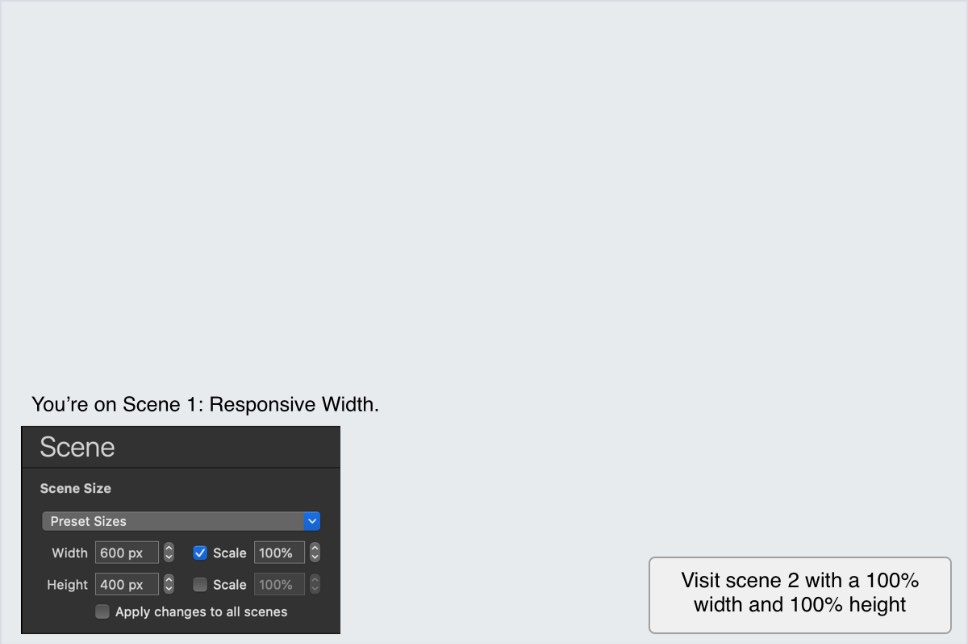 You’re on Scene 1: Responsive Width.
Scene
Scene Size
Preset Sizes
Width 600 px Scale 100%
Height 400 px Scale 100%
Apply changes to all scenes
Visit scene 2 with a 100%
width and 100% height